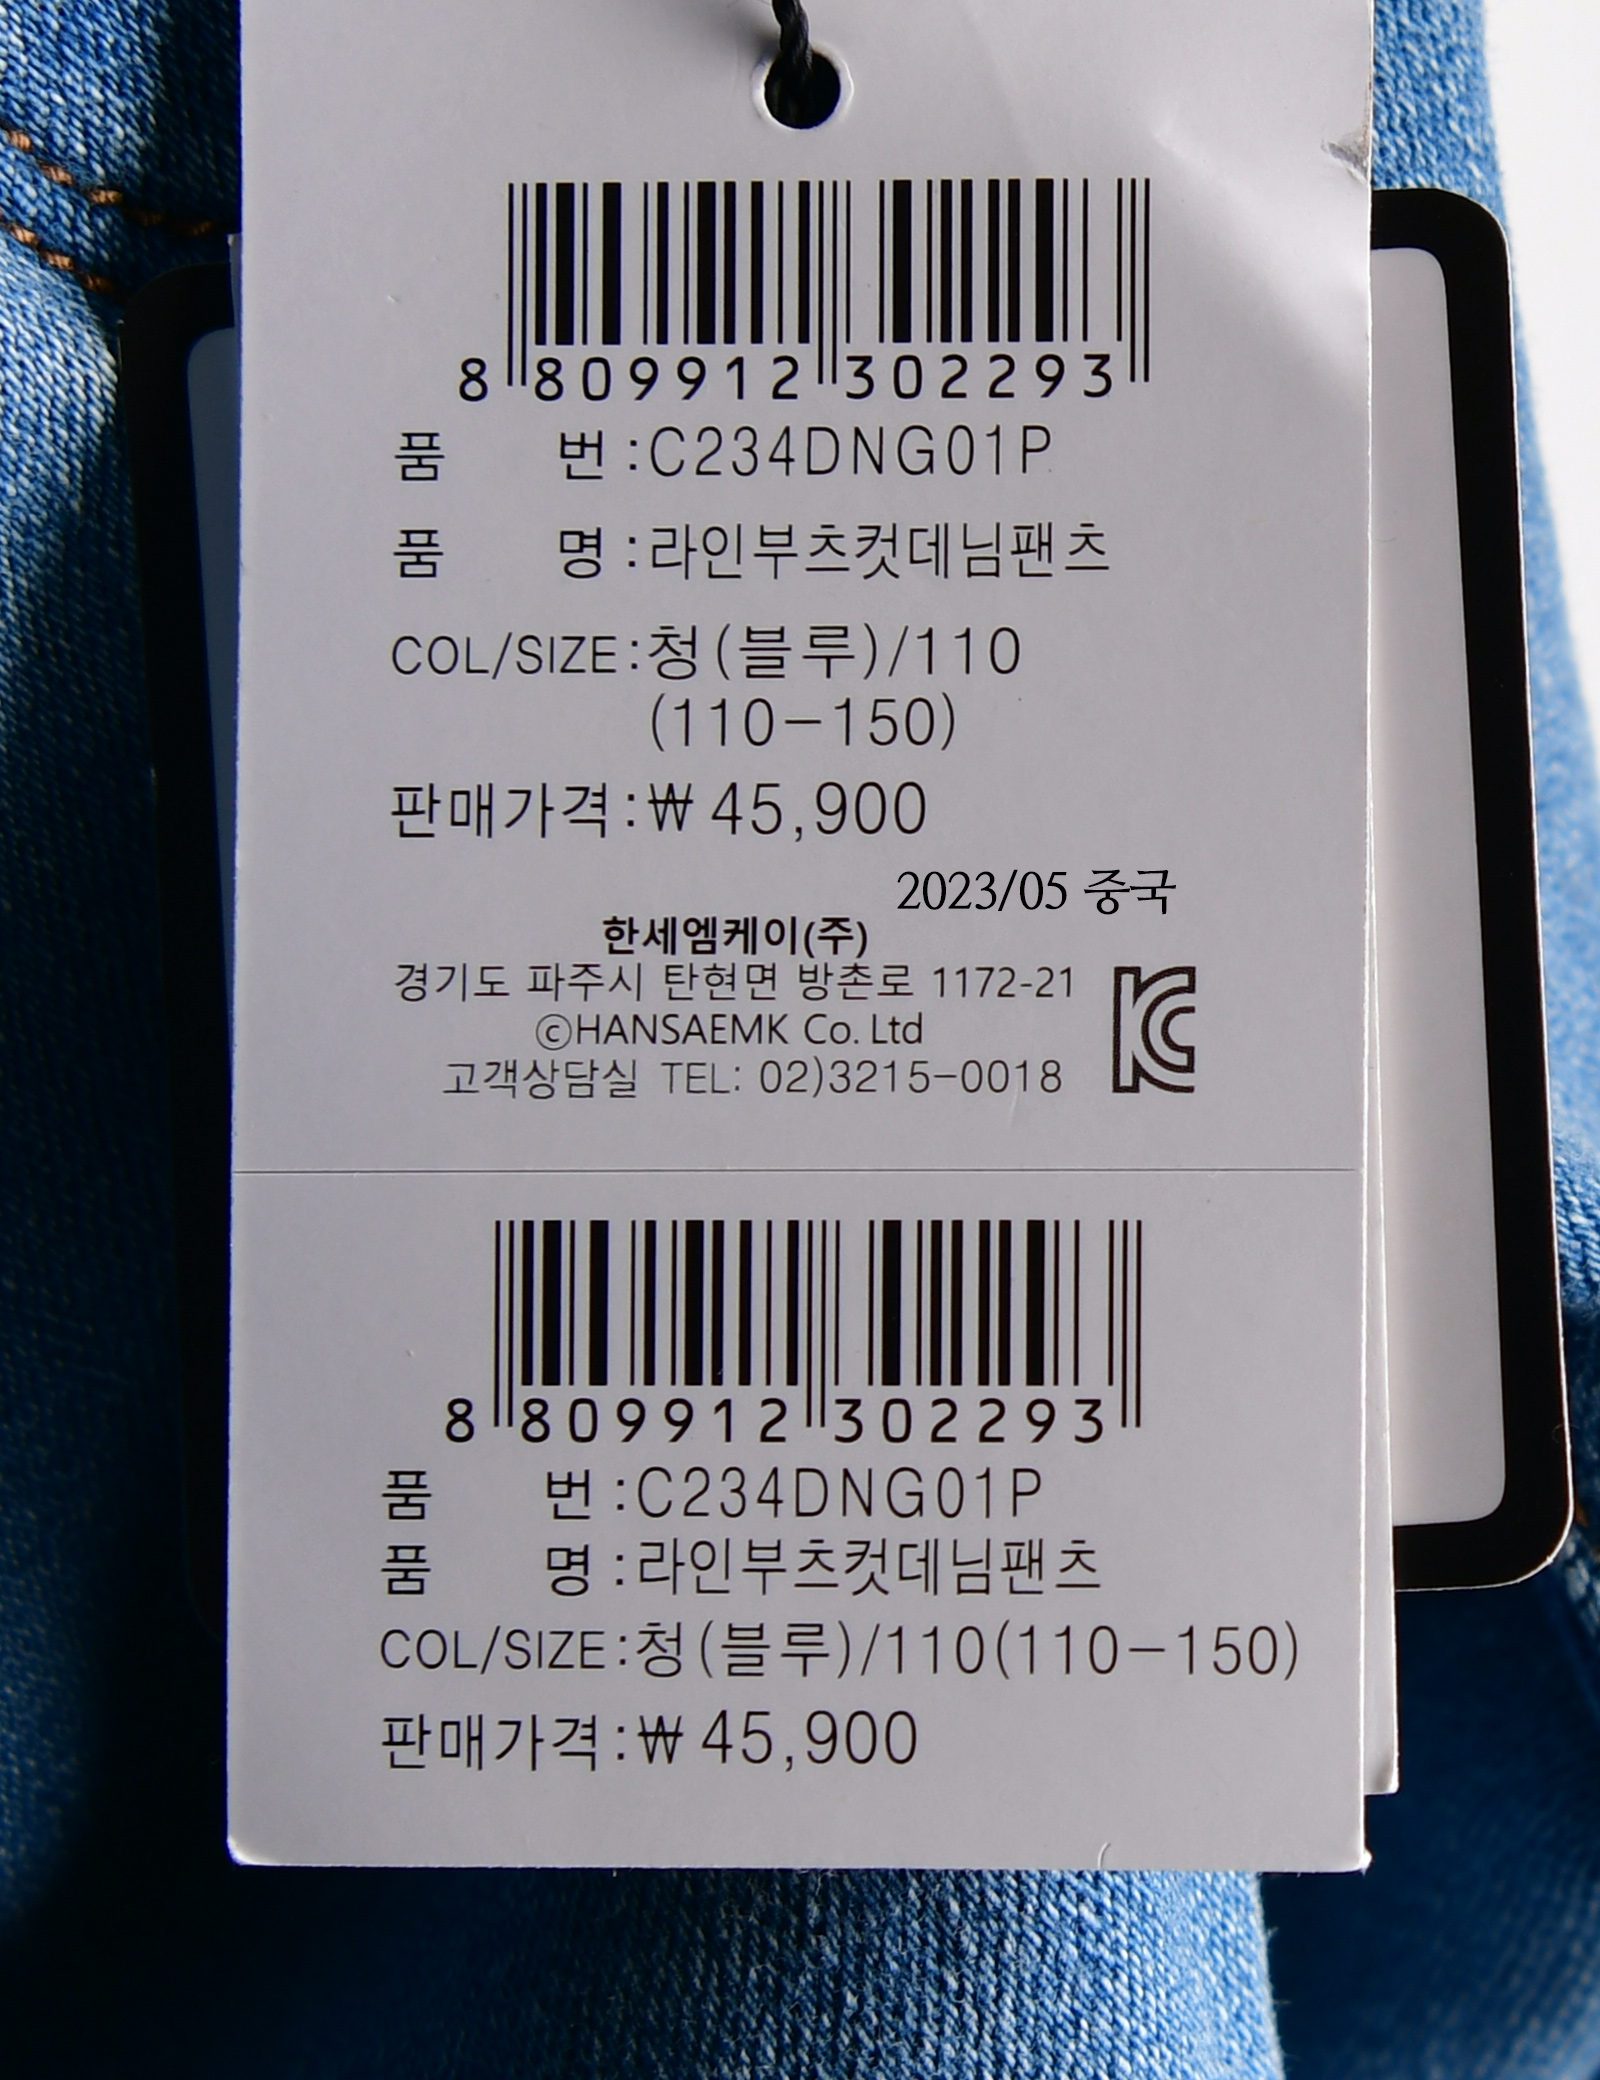 8 809912 302293
품 번 :C234DNG01P
품 명 :라인부츠컷데님팬츠
COL/SIZE:청(블루)/110
(110-150)
판매가격:₩ 45,900
2023/05 중국
한세엠케이(주)
경기도 파주시 탄현면 방촌로 1172-21
ⓒHANSAEMK Co. Ltd
고객상담실 TEL: 02)3215-0018
8 809912 302293
품 번 :C234DNG01P
품 명 :라인부츠컷데님팬츠
COL/SIZE:청(블루)/110(110-150)
판매가격:₩ 45,900